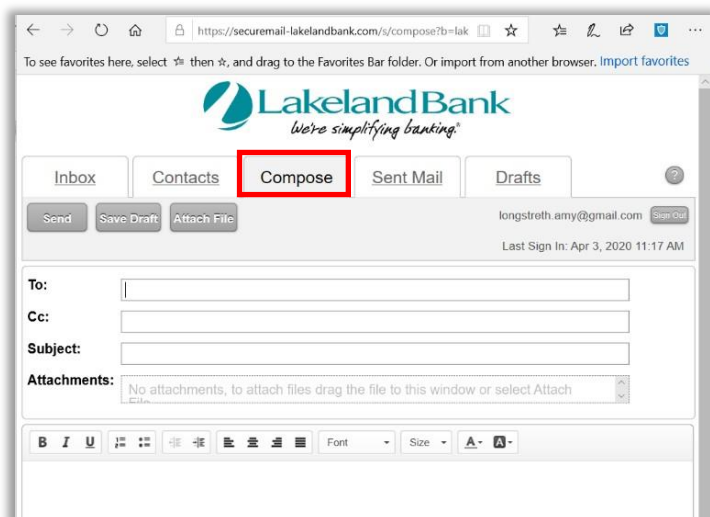 https://securemail-lakelandbank.com/s/compose?b=lak
To see favorites here, select then , and drag to the Favorites Bar folder. Or import from another browser. Import favorites
Lakeland Bank
We're simplifying banking.®
Inbox Contacts Compose Sent Mail Drafts ?
Send Save Draft Attach File longstreth.amy@gmail.com Sign Out
Last Sign In: Apr 3, 2020 11:17 AM
To:
Cc:
Subject:
Attachments: No attachments, to attach files drag the file to this window or select Attach
File
B I U Font Size A A